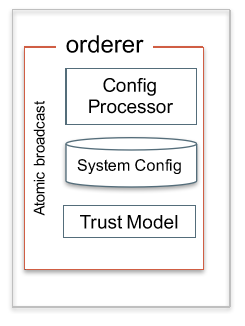 orderer
Config
Processor
System Config
Trust Model
Atomic broadcast